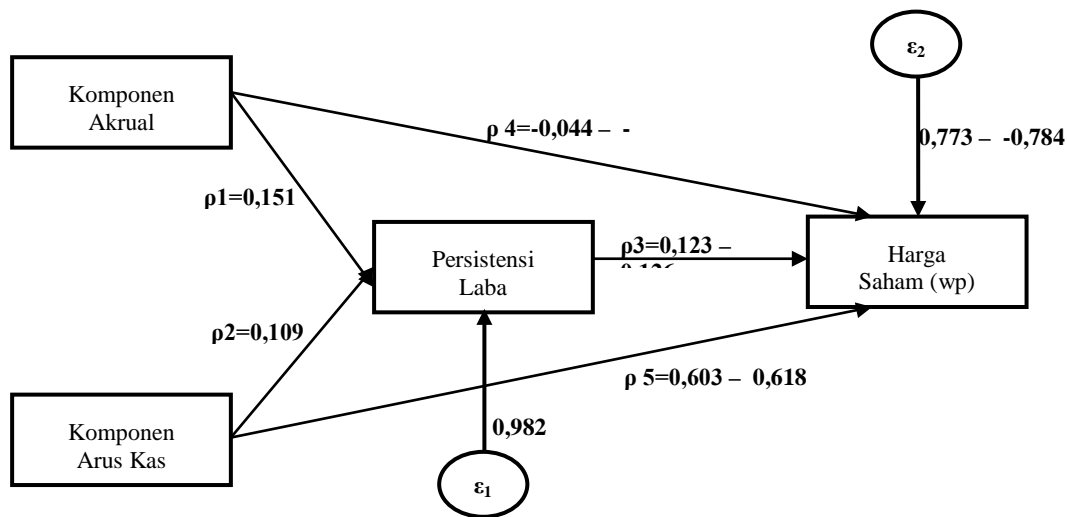 ε2
Komponen
Akrual
ρ 4=-0,044 – -
0,773 – -0,784
ρ1=0,151
ρ3=0,123 –
Persistensi
Laba
Harga
Saham (wp)
ρ2=0,109
ρ 5=0,603 – 0,618
Komponen
Arus Kas
0,982
ε1